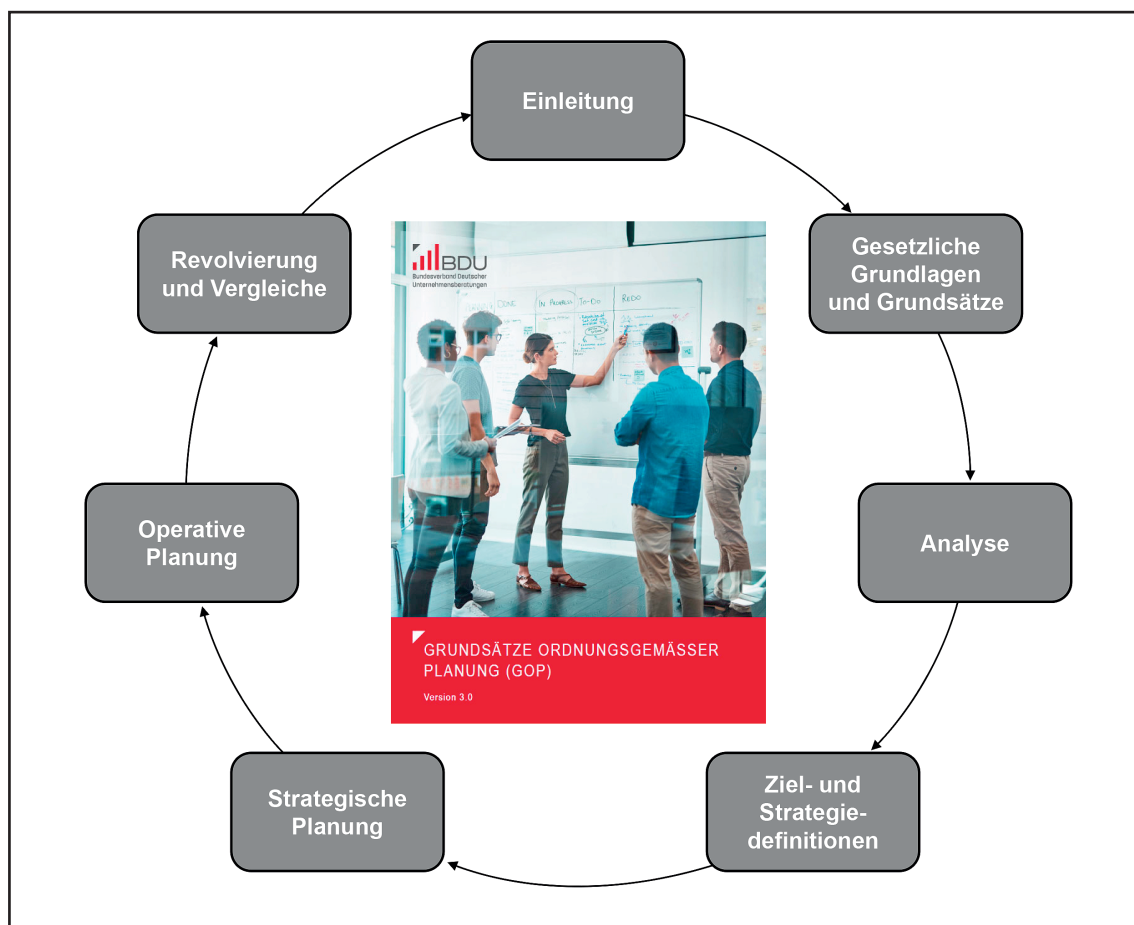 Einleitung
Gesetzliche
Grundlagen
und Grundsätze
Analyse
Ziel- und
Strategie-
definitionen
Strategische
Planung
Operative
Planung
Revolvierung
und Vergleiche
BDU
Bundesverband Deutscher
Unternehmensberatungen
DONE
IN PROGRESS
TO-DO
REDO
GRUNDSÄTZE ORDNUNGSGEMÄSSER
PLANUNG (GOP)
Version 3.0